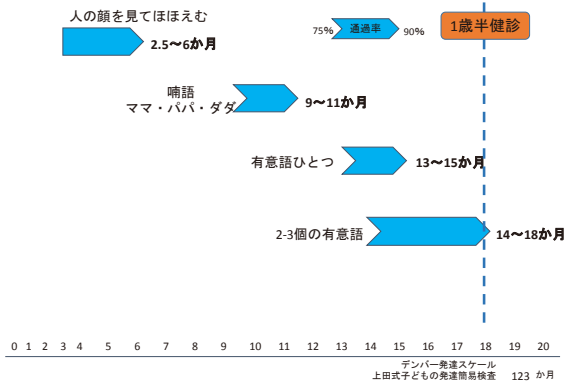 人の顔を見てほほえむ
2.5～6か月
75%
通過率
90%
1歳半健診
喃語
ママ・パパ・ダダ
9～11か月
有意語ひとつ
13～15か月
2-3個の有意語
14～18か月
0 1 2 3 4 5 6 7 8 9 10 11 12 13 14 15 16 17 18 19 20
デンバー発達スケール
上田式子どもの発達簡易検査
123 か月